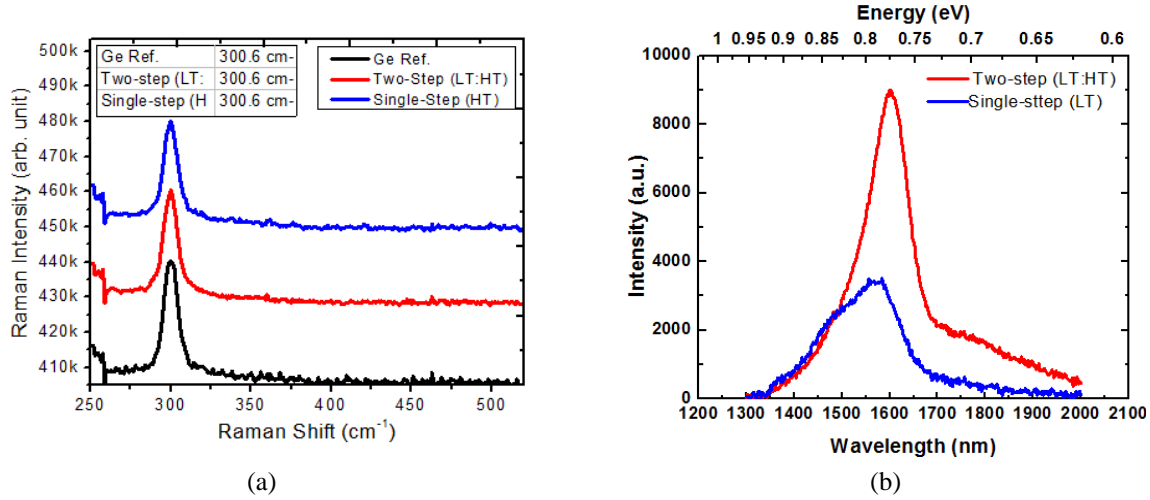 500k
490k
480k
470k
460k
450k
440k
430k
420k
410k
Raman Intensity (arb. unit)
Ge Ref. 300.6 cm-
Two-step (LT: 300.6 cm-
Single-step (H 300.6 cm-
Ge Ref.
Two-Step (LT:HT)
Single-Step (HT)
250 300 350 400 450 500
Raman Shift (cm⁻¹)
(a)
Energy (eV)
1 0.95 0.9 0.85 0.8 0.75 0.7 0.65 0.6
10000
8000
6000
4000
2000
0
Intensity (a.u.)
Two-step (LT:HT)
Single-sttep (LT)
1200 1300 1400 1500 1600 1700 1800 1900 2000 2100
Wavelength (nm)
(b)